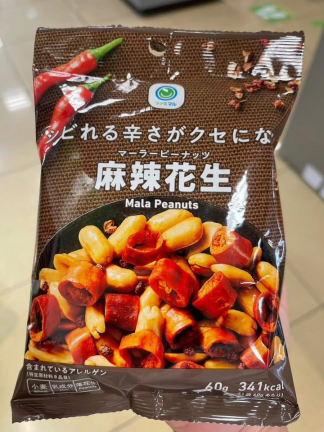 シビれる辛さがクセにな
マーラーピーナッツ
麻辣花生
Mala Peanuts
含まれているアレルゲン
小麦
60g 341kcal